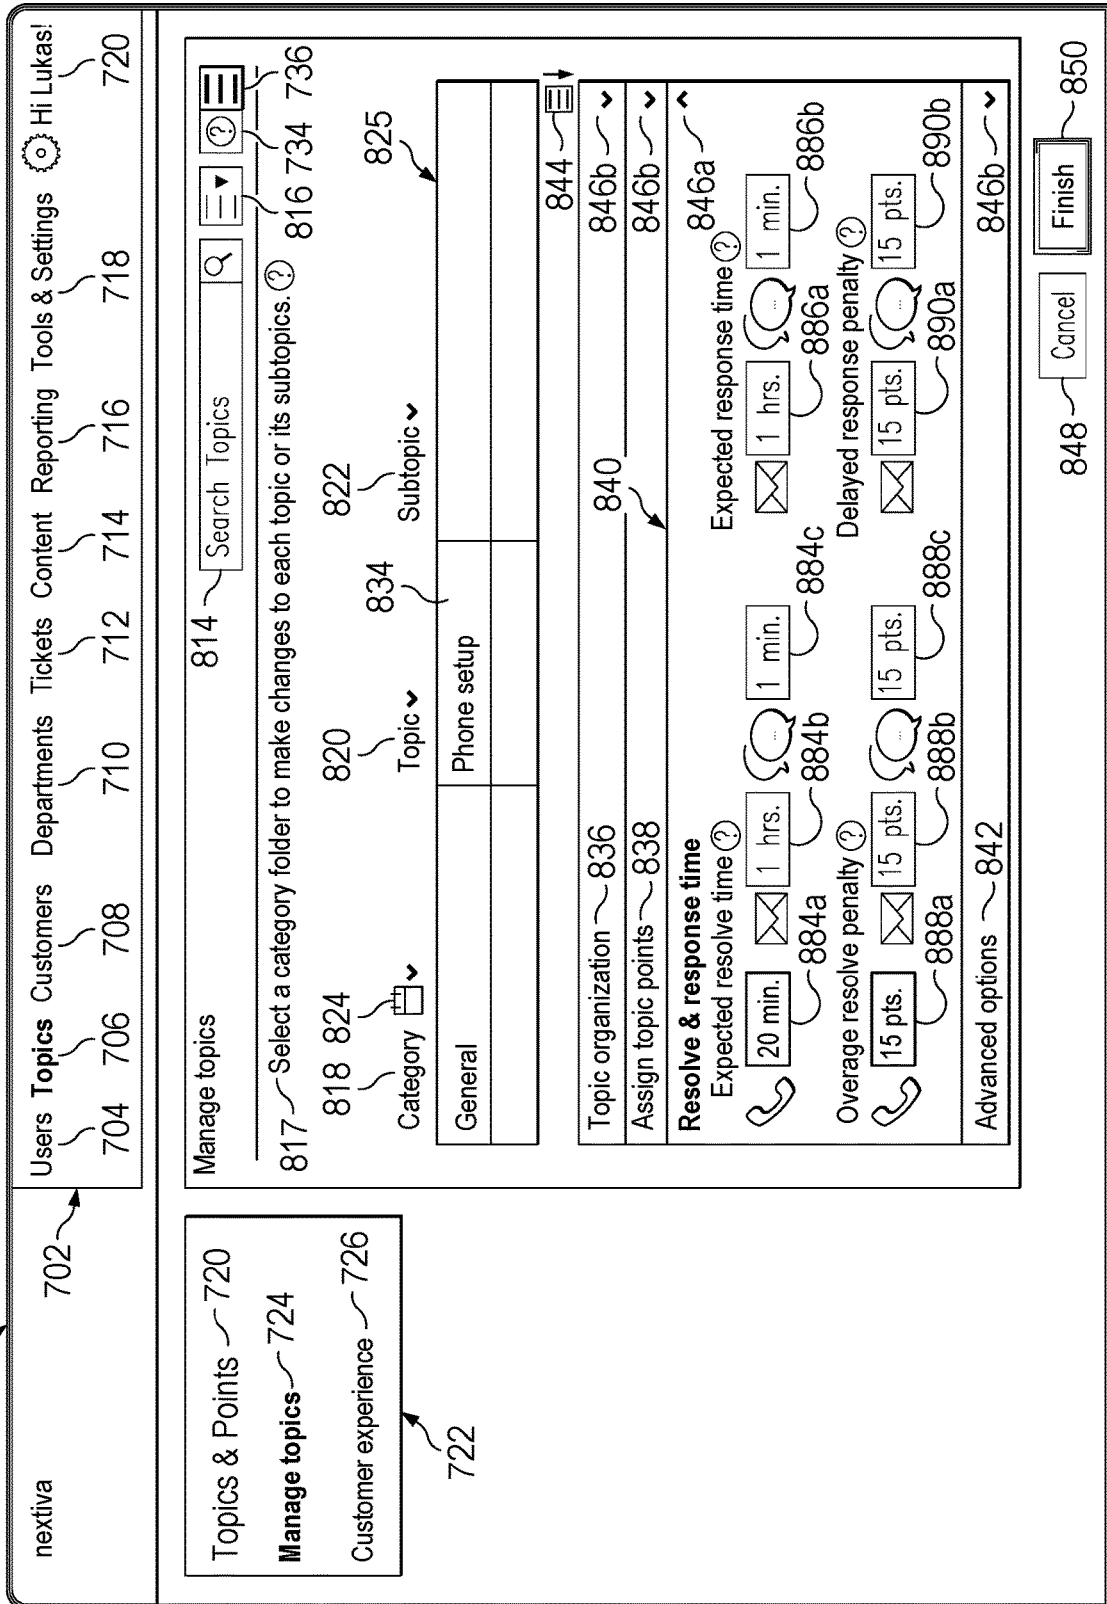 nextiva
702
Users Topics Customers Departments Tickets Content Reporting Tools & Settings Hi Lukas!
704 706 708 710 712 714 716 718 720
Topics & Points 720
Manage topics 724
Customer experience 726
722
Manage topics
814 Search Topics
816 734 736
817 Select a category folder to make changes to each topic or its subtopics. ?
818 824 820 822
Category Topic Subtopic
834 825
General Phone setup
844
Topic organization 836 846b
Assign topic points 838 846b
840
Resolve & response time 846a
Expected resolve time ? Expected response time ?
20 min. 1 hrs. ... 1 min. 1 hrs. ... 1 min.
884a 884b 884c 886a 886b
Overage resolve penalty ? Delayed response penalty ?
15 pts. 15 pts. ... 15 pts. 15 pts. ... 15 pts.
888a 888b 888c 890a 890b
Advanced options 842 846b
848 Cancel Finish 850